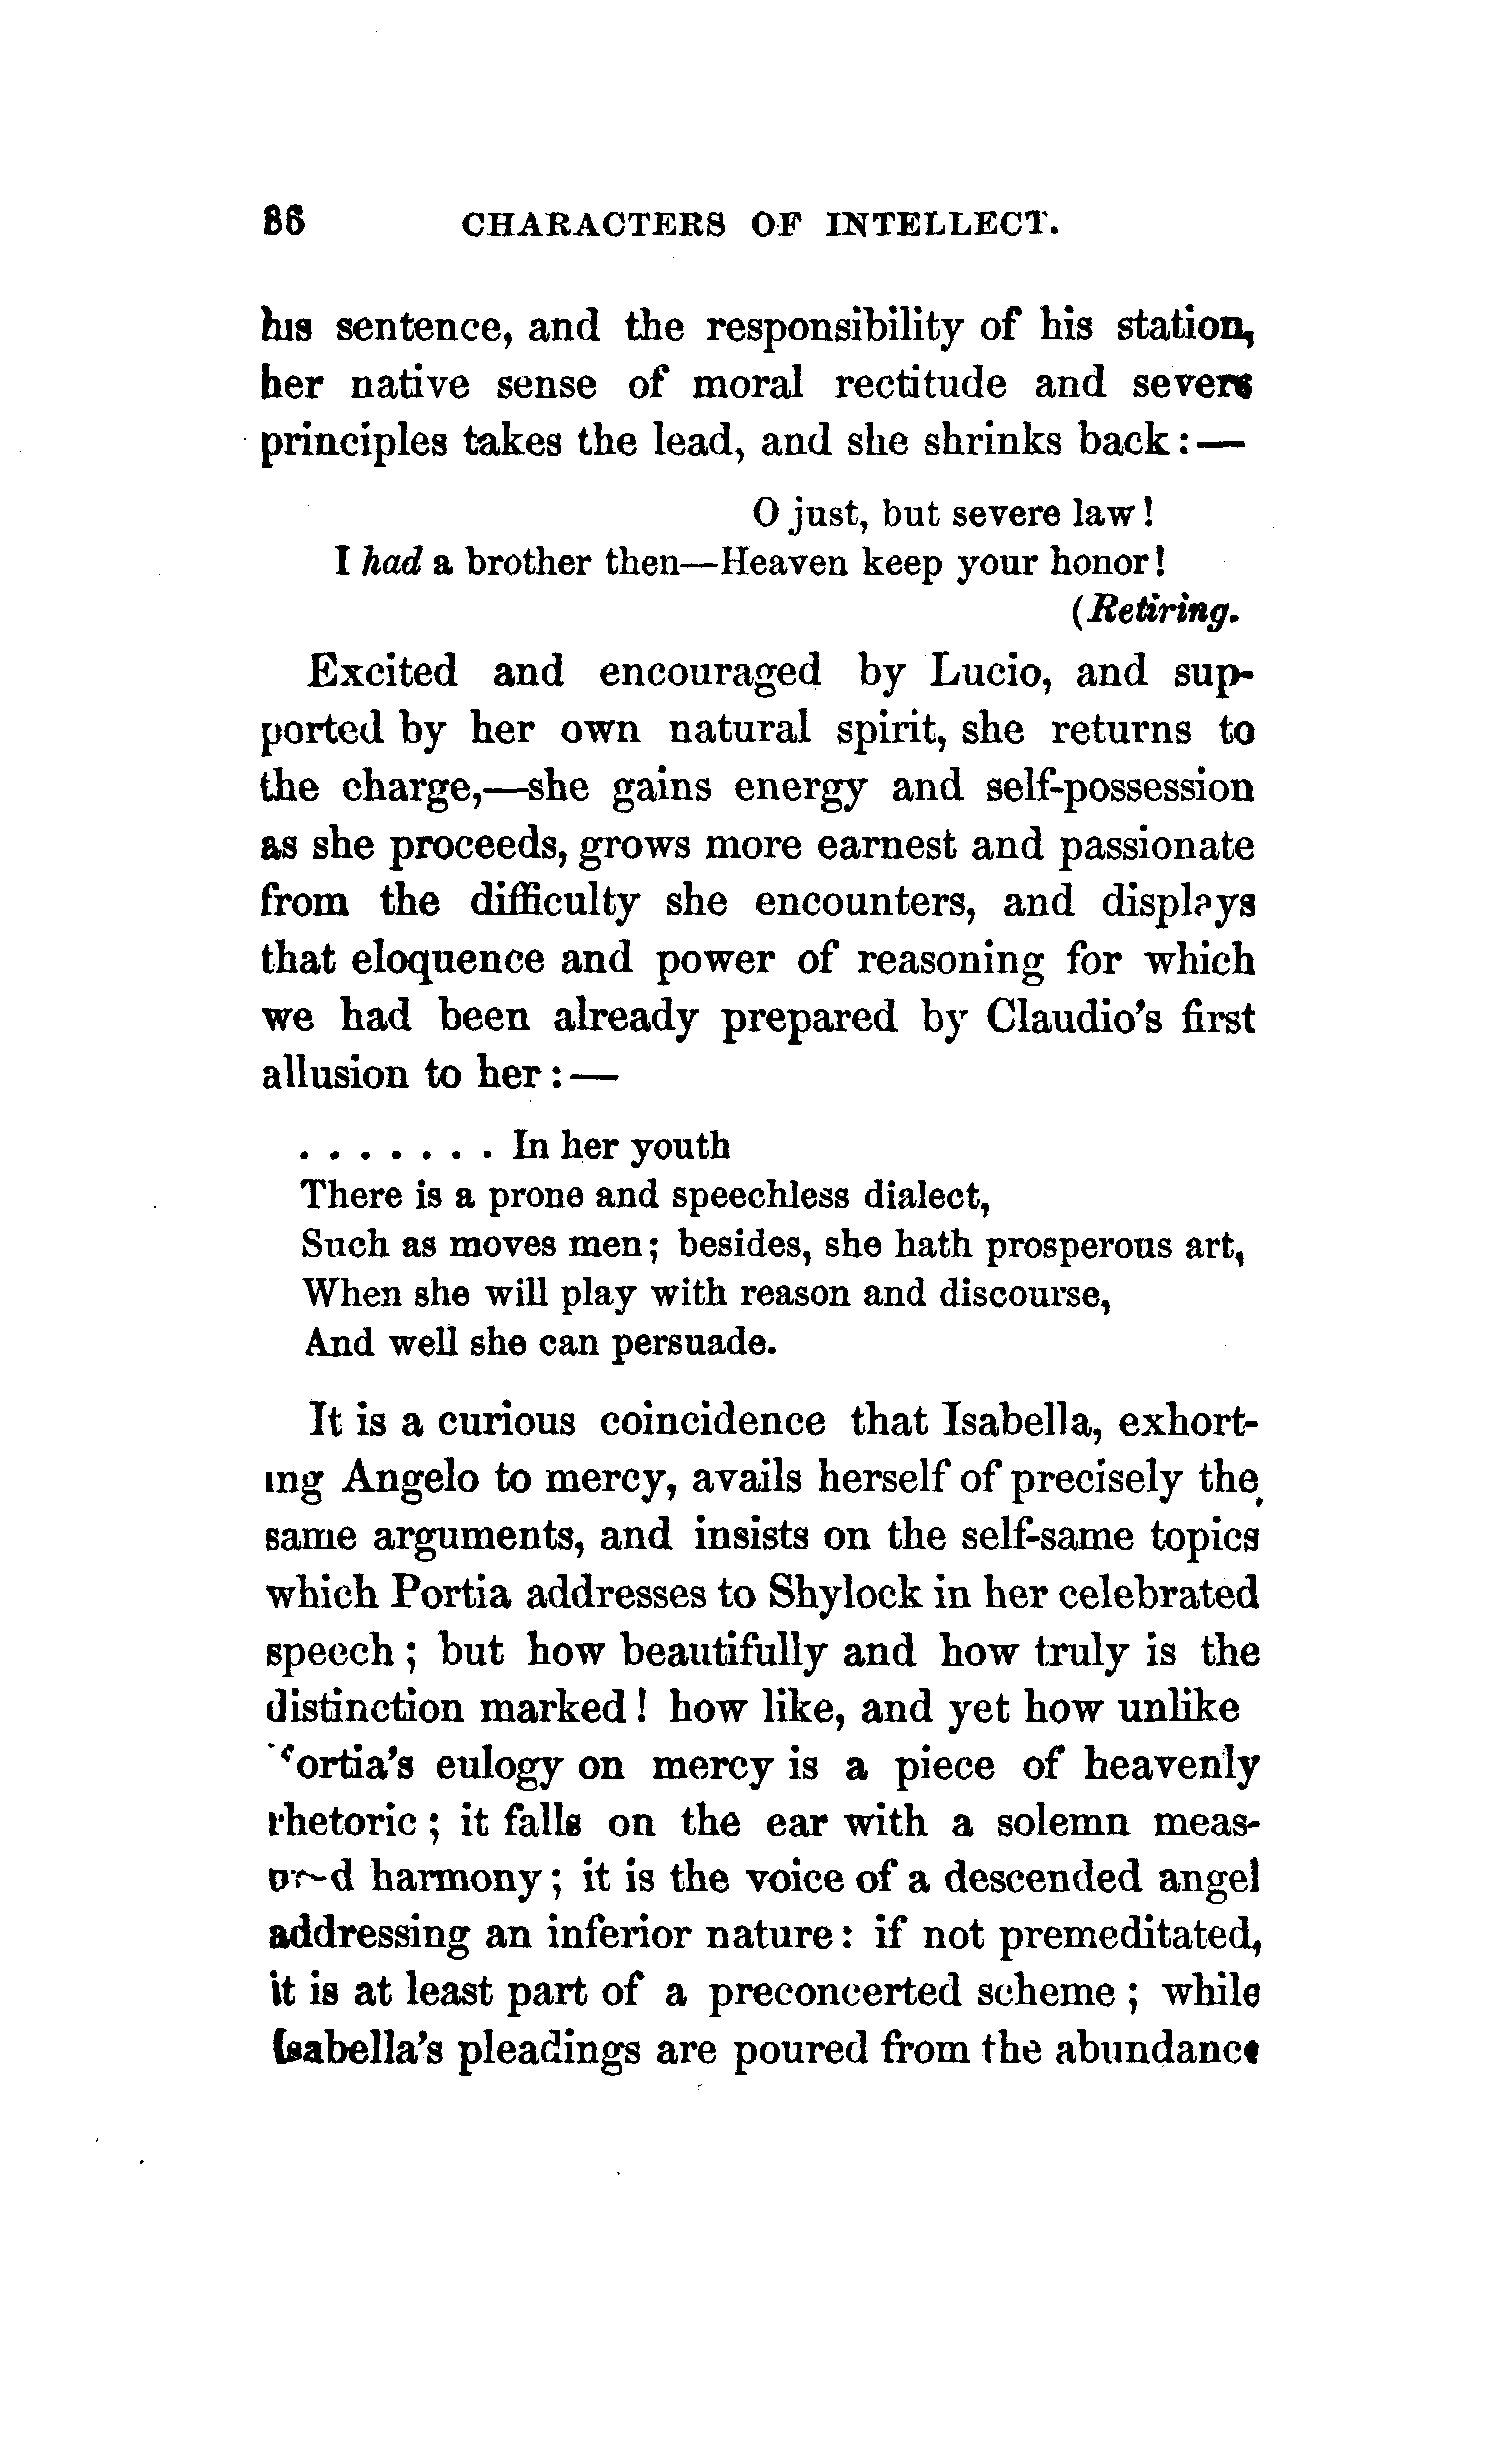 86 CHARACTERS OF INTELLECT.
his sentence, and the responsibility of his station,
her native sense of moral rectitude and severe
principles takes the lead, and she shrinks back:—
O just, but severe law!
I had a brother then—Heaven keep your honor!
(Retiring.
Excited and encouraged by Lucio, and sup-
ported by her own natural spirit, she returns to
the charge,—she gains energy and self-possession
as she proceeds, grows more earnest and passionate
from the difficulty she encounters, and displays
that eloquence and power of reasoning for which
we had been already prepared by Claudio's first
allusion to her:—
. . . . . . . In her youth
There is a prone and speechless dialect,
Such as moves men; besides, she hath prosperous art,
When she will play with reason and discourse,
And well she can persuade.
It is a curious coincidence that Isabella, exhort-
ing Angelo to mercy, avails herself of precisely the
same arguments, and insists on the self-same topics
which Portia addresses to Shylock in her celebrated
speech; but how beautifully and how truly is the
distinction marked! how like, and yet how unlike
Portia's eulogy on mercy is a piece of heavenly
rhetoric; it falls on the ear with a solemn meas-
ured harmony; it is the voice of a descended angel
addressing an inferior nature: if not premeditated,
it is at least part of a preconcerted scheme; while
Isabella's pleadings are poured from the abundance